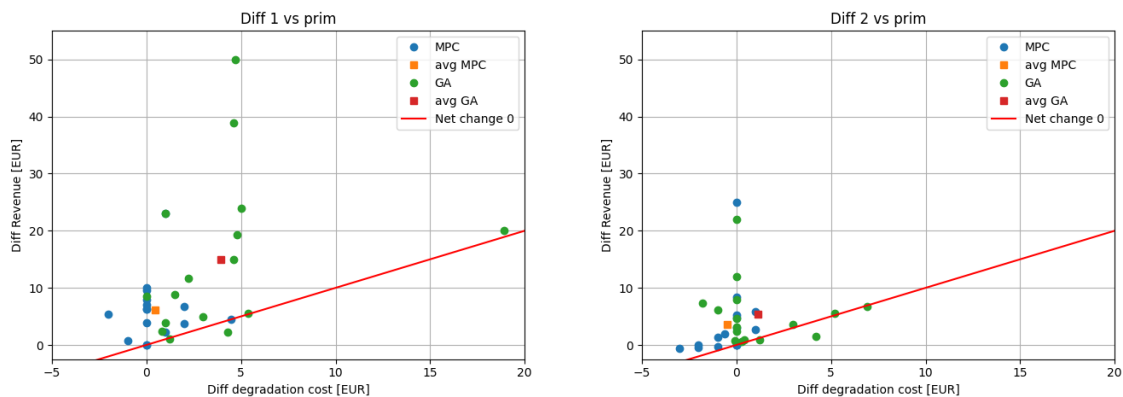 Diff 1 vs prim
50
40
30
20
10
0
-5
0
5
10
15
20
Diff Revenue [EUR]
Diff degradation cost [EUR]
MPC
avg MPC
GA
avg GA
Net change 0
Diff 2 vs prim
50
40
30
20
10
0
-5
0
5
10
15
20
Diff Revenue [EUR]
Diff degradation cost [EUR]
MPC
avg MPC
GA
avg GA
Net change 0